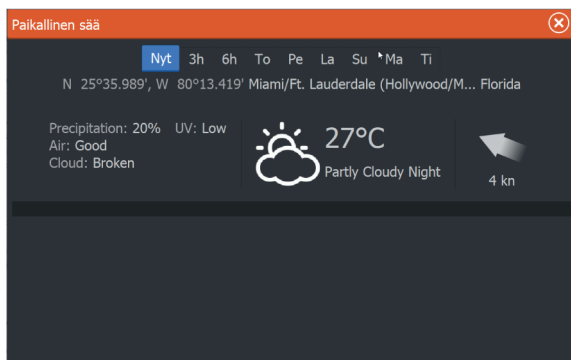 Paikallinen sää
Nyt 3h 6h To Pe La Su Ma Ti
N 25°35.989', W 80°13.419' Miami/Ft. Lauderdale (Hollywood/M... Florida
Precipitation: 20% UV: Low
Air: Good
Cloud: Broken
27°C
Partly Cloudy Night
4 kn